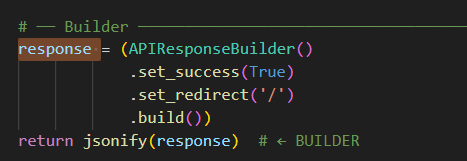 # — Builder ————————————————————
response = (APIResponseBuilder()
            .set_success(True)
            .set_redirect('/')
            .build())
return jsonify(response)  # ← BUILDER